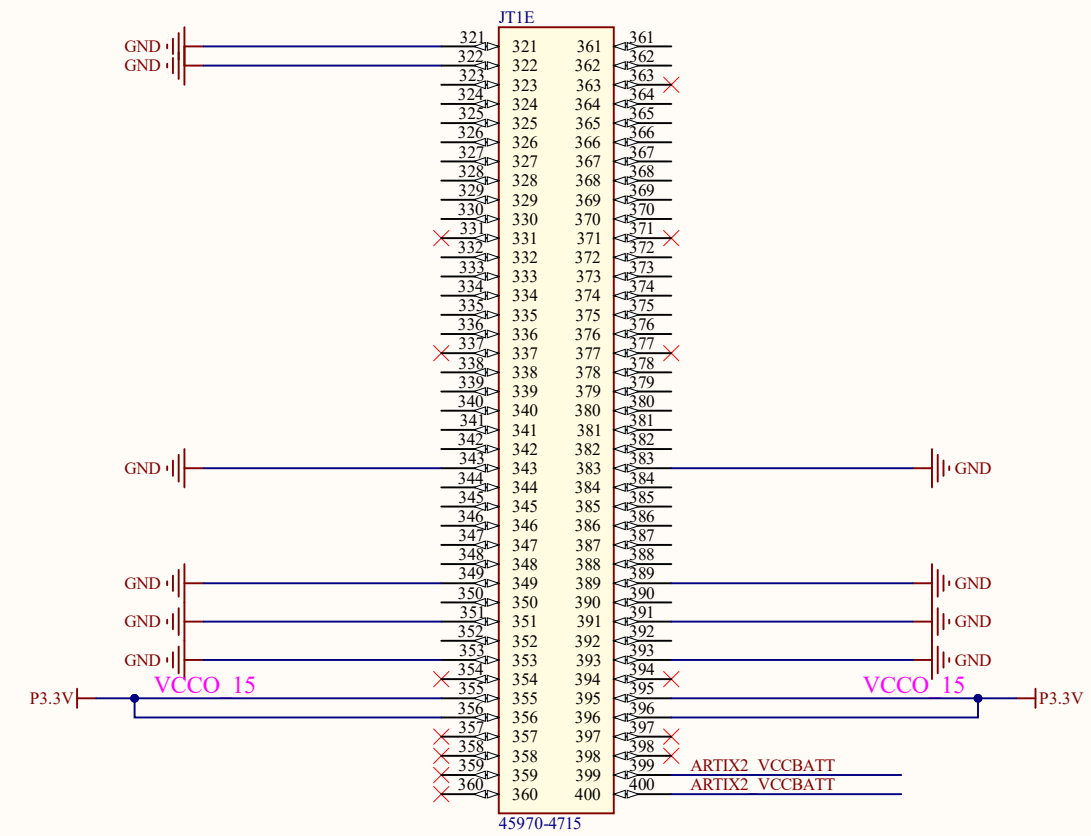 JT1E
321 321 361 361
GND
322 322 362 362
GND
323 323 363 363
324 324 364 364
325 325 365 365
326 326 366 366
327 327 367 367
328 328 368 368
329 329 369 369
330 330 370 370
331 331 371 371
332 332 372 372
333 333 373 373
334 334 374 374
335 335 375 375
336 336 376 376
337 337 377 377
338 338 378 378
339 339 379 379
340 340 380 380
341 341 381 381
342 342 382 382
GND 343 343 383 383 GND
344 344 384 384
345 345 385 385
346 346 386 386
347 347 387 387
348 348 388 388
GND 349 349 389 389 GND
350 350 390 390
GND 351 351 391 391 GND
352 352 392 392
GND 353 353 393 393 GND
354 354 394 394
P3.3V VCCO_15 355 355 395 395 VCCO_15 P3.3V
356 356 396 396
357 357 397 397
358 358 398 398
359 359 399 399 ARTIX2_VCCBATT
360 360 400 400 ARTIX2_VCCBATT
45970-4715